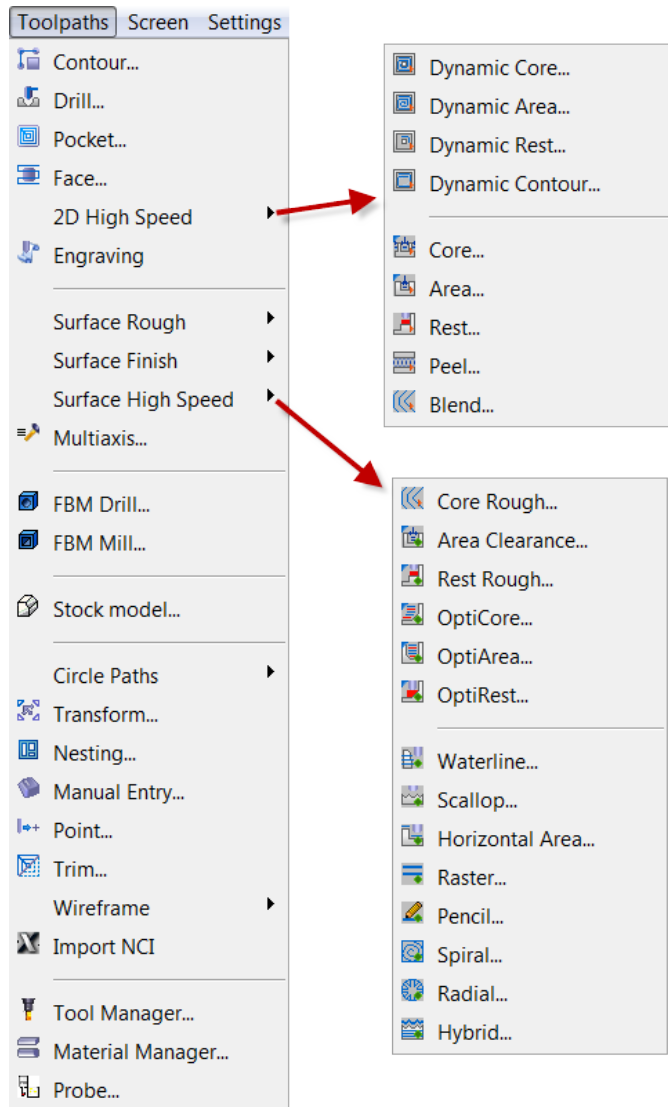 Toolpaths Screen Settings
Contour...
Drill...
Pocket...
Face...
2D High Speed
Engraving
Surface Rough
Surface Finish
Surface High Speed
Multiaxis...
FBM Drill...
FBM Mill...
Stock model...
Circle Paths
Transform...
Nesting...
Manual Entry...
Point...
Trim...
Wireframe
Import NCI
Tool Manager...
Material Manager...
Probe...
Dynamic Core...
Dynamic Area...
Dynamic Rest...
Dynamic Contour...
Core...
Area...
Rest...
Peel...
Blend...
Core Rough...
Area Clearance...
Rest Rough...
OptiCore...
OptiArea...
OptiRest...
Waterline...
Scallop...
Horizontal Area...
Raster...
Pencil...
Spiral...
Radial...
Hybrid...